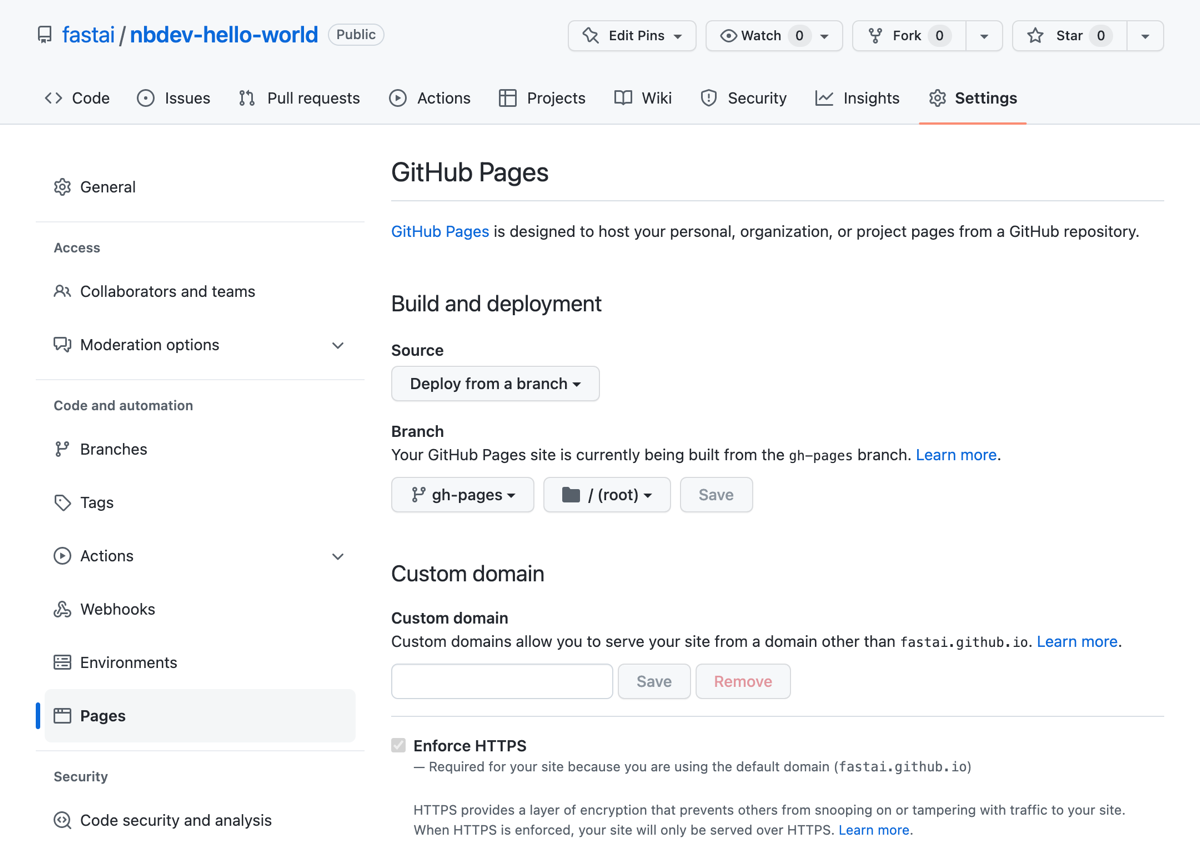 fastai / nbdev-hello-world Public
Edit Pins Watch 0 Fork 0 Star 0
Code Issues Pull requests Actions Projects Wiki Security Insights Settings
General
Access
Collaborators and teams
Moderation options
Code and automation
Branches
Tags
Actions
Webhooks
Environments
Pages
Security
Code security and analysis
GitHub Pages
GitHub Pages is designed to host your personal, organization, or project pages from a GitHub repository.
Build and deployment
Source
Deploy from a branch
Branch
Your GitHub Pages site is currently being built from the gh-pages branch. Learn more.
gh-pages / (root) Save
Custom domain
Custom domain
Custom domains allow you to serve your site from a domain other than fastai.github.io. Learn more.
Save Remove
Enforce HTTPS
— Required for your site because you are using the default domain (fastai.github.io)
HTTPS provides a layer of encryption that prevents others from snooping on or tampering with traffic to your site.
When HTTPS is enforced, your site will only be served over HTTPS. Learn more.